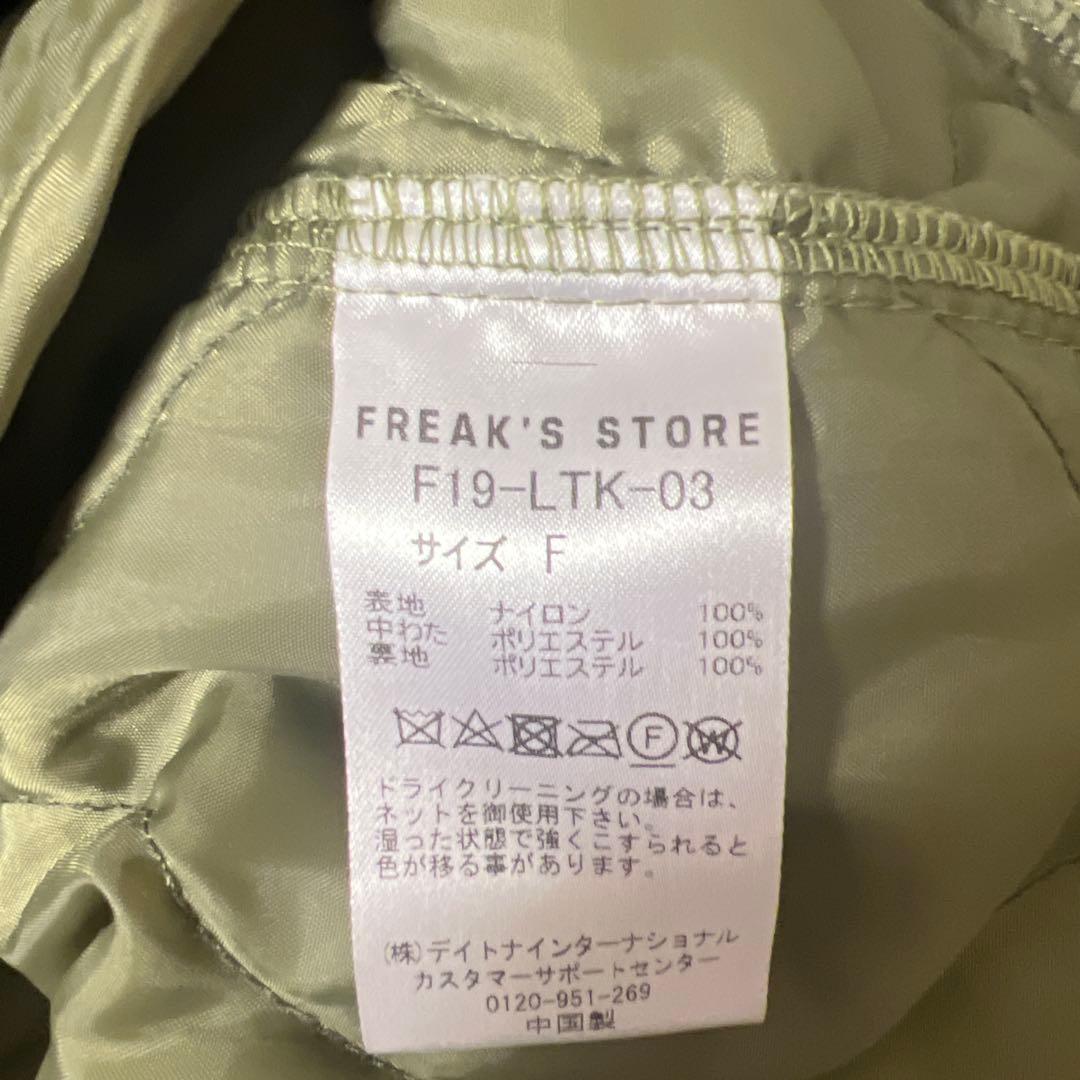 FREAK'S STORE
F19-LTK-03
サイズ F
表地 ナイロン 100%
中わた ポリエステル 100%
裏地 ポリエステル 100%
F W
ドライクリーニングの場合は、
ネットを御使用下さい。
湿った状態で強くこすられると
色が移る事があります。
(株)デイトナインターナショナル
カスタマーサポートセンター
0120-951-269
中国製